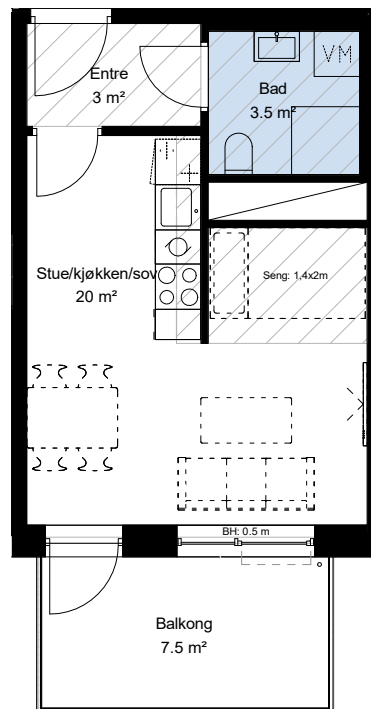 Entre
3 m²
Bad
3.5 m²
VM
Stue/kjøkken/sov
20 m²
Seng: 1,4x2m
BH: 0.5 m
Balkong
7.5 m²